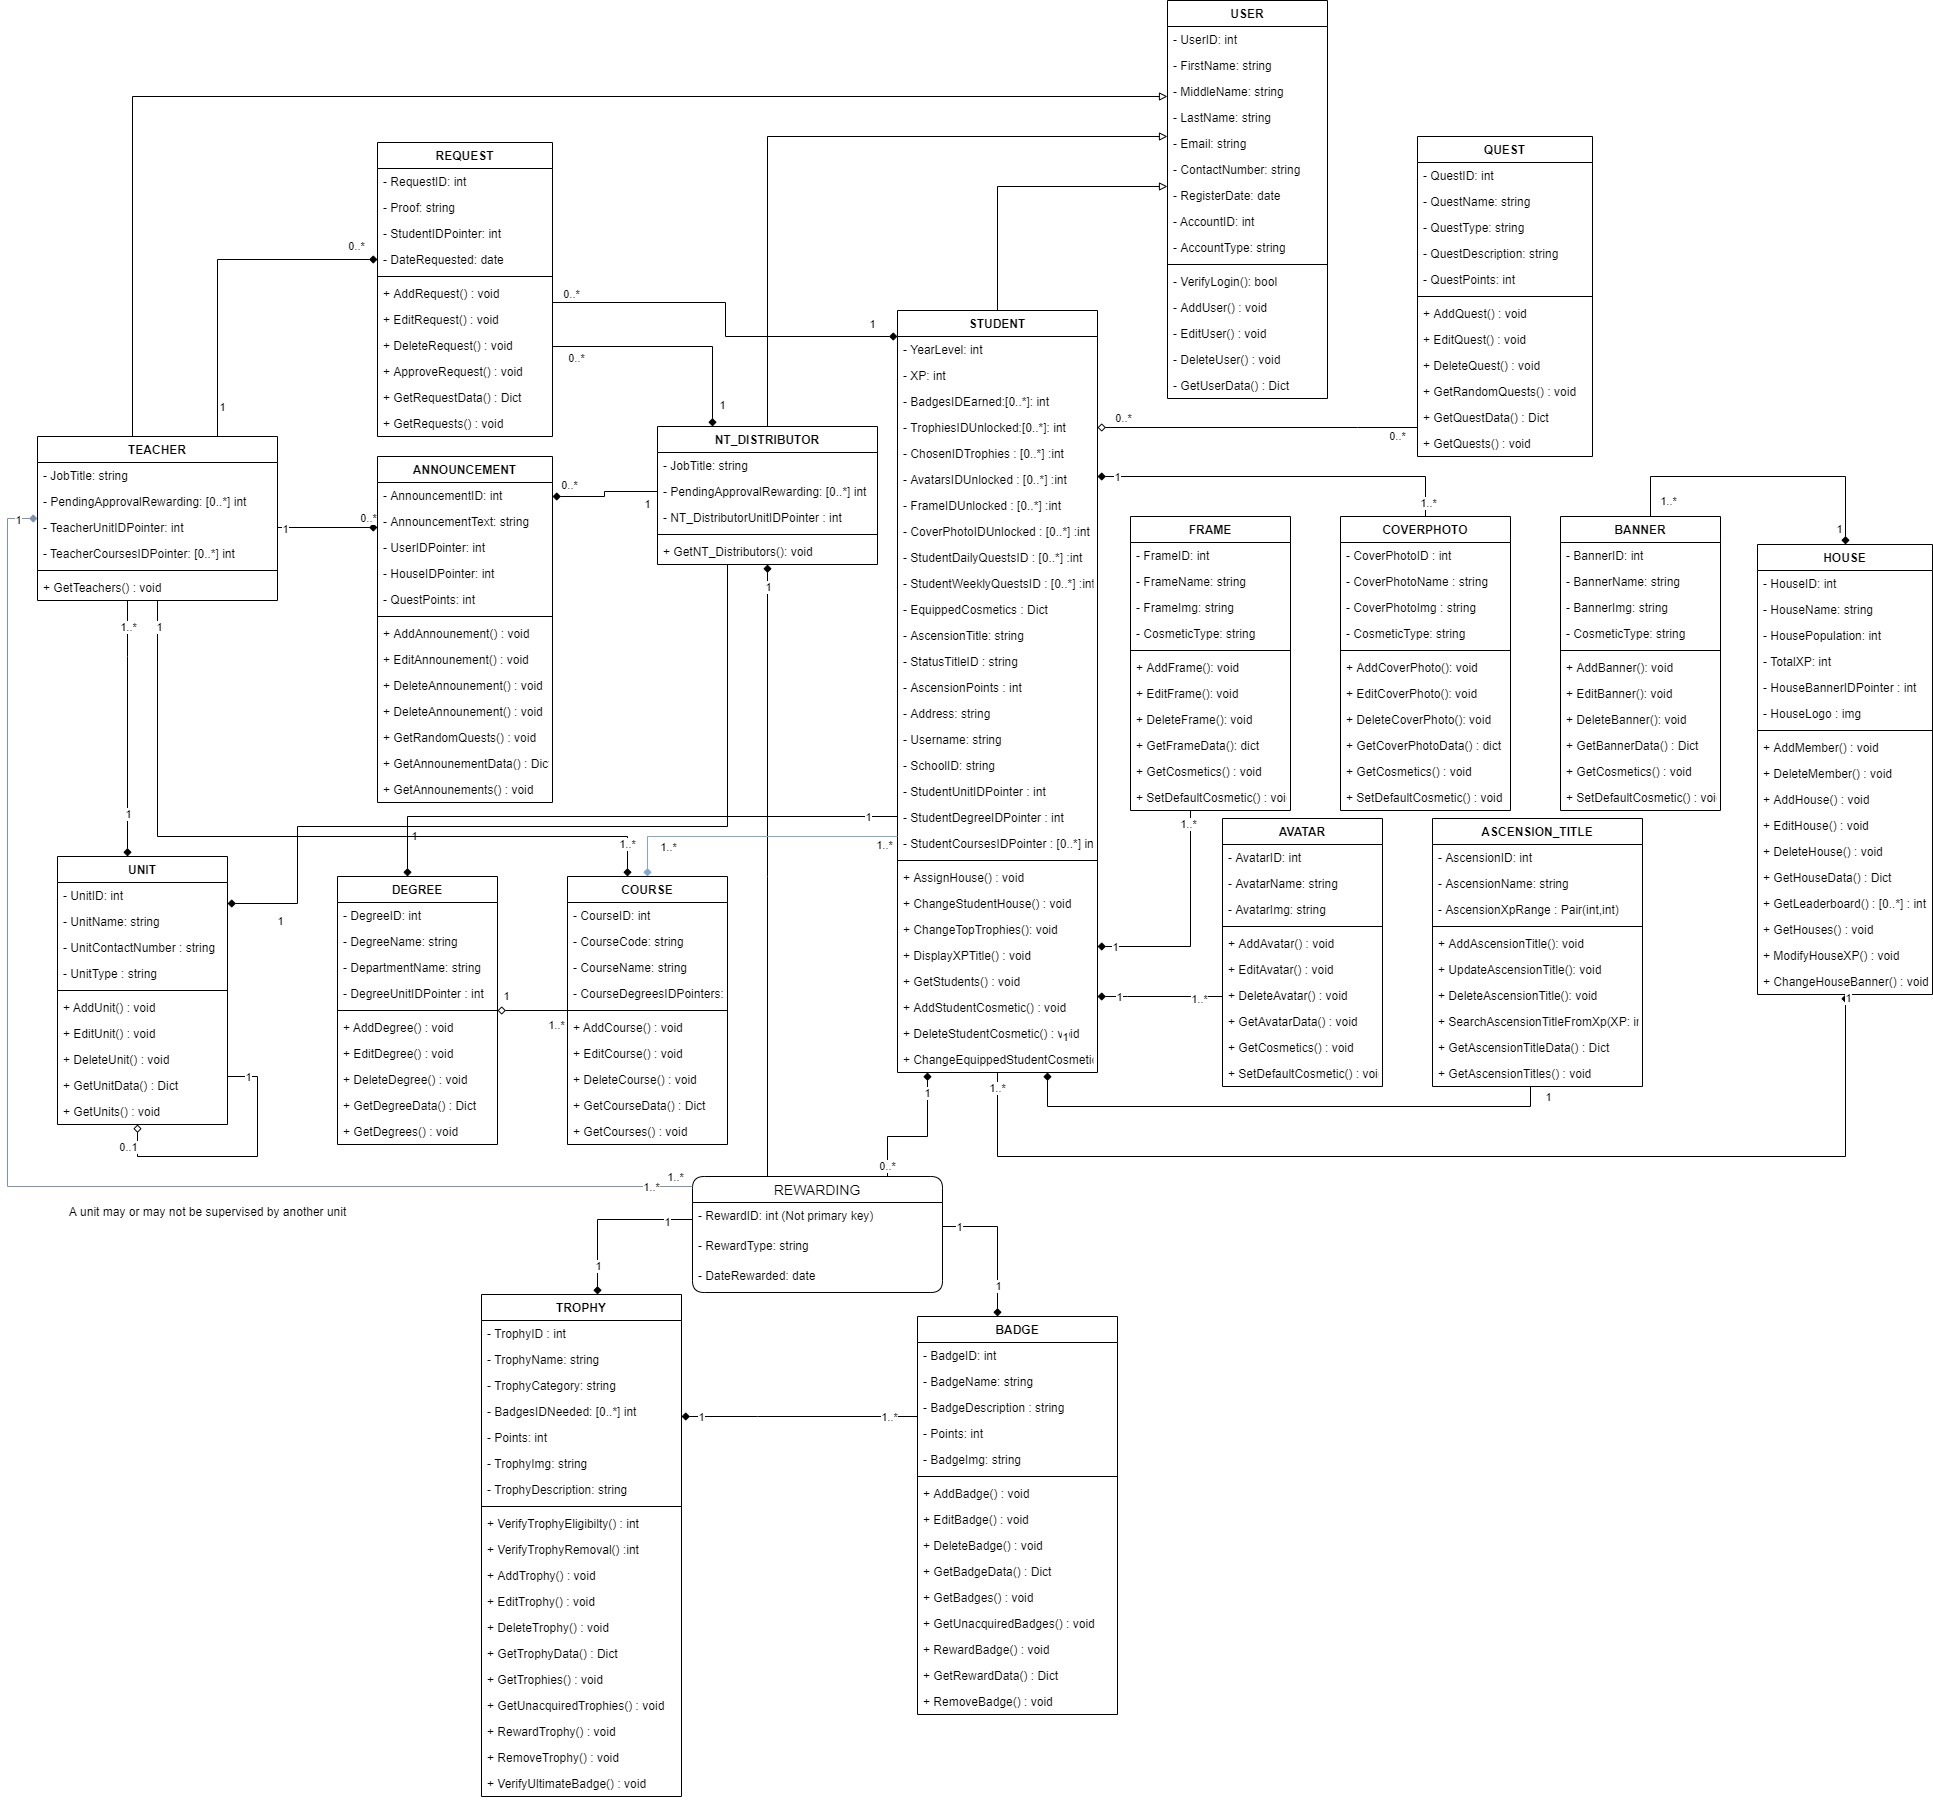 USER
- UserID: int
- FirstName: string
- MiddleName: string
- LastName: string
- Email: string
- ContactNumber: string
- RegisterDate: date
- AccountID: int
- AccountType: string
- VerifyLogin(): bool
- AddUser() : void
- EditUser() : void
- DeleteUser() : void
- GetUserData() : Dict
REQUEST
- RequestID: int
- Proof: string
- StudentIDPointer: int
- DateRequested: date
+ AddRequest() : void
+ EditRequest() : void
+ DeleteRequest() : void
+ ApproveRequest() : void
+ GetRequestData() : Dict
+ GetRequests() : void
0..*
1
0..*
1
0..*
1
QUEST
- QuestID: int
- QuestName: string
- QuestType: string
- QuestDescription: string
- QuestPoints: int
+ AddQuest() : void
+ EditQuest() : void
+ DeleteQuest() : void
+ GetRandomQuests() : void
+ GetQuestData() : Dict
+ GetQuests() : void
0..*
0..*
STUDENT
- YearLevel: int
- XP: int
- BadgesIDEarned:[0..*]: int
- TrophiesIDUnlocked:[0..*]: int
- ChosenIDTrophies : [0..*] :int
- AvatarsIDUnlocked : [0..*] :int
- FrameIDUnlocked : [0..*] :int
- CoverPhotoIDUnlocked : [0..*] :int
- StudentDailyQuestsID : [0..*] :int
- StudentWeeklyQuestsID : [0..*] :int
- EquippedCosmetics : Dict
- AscensionTitle: string
- StatusTitleID : string
- AscensionPoints : int
- Address: string
- Username: string
- SchoolID: string
- StudentUnitIDPointer : int
- StudentDegreeIDPointer : int
- StudentCoursesIDPointer : [0..*] in
+ AssignHouse() : void
+ ChangeStudentHouse() : void
+ ChangeTopTrophies(): void
+ DisplayXPTitle() : void
+ GetStudents() : void
+ AddStudentCosmetic() : void
+ DeleteStudentCosmetic() : void
1
+ ChangeEquippedStudentCosmetic
TEACHER
- JobTitle: string
- PendingApprovalRewarding: [0..*] int
- TeacherUnitIDPointer: int
- TeacherCoursesIDPointer: [0..*] int
+ GetTeachers() : void
1
1
0..*
1..*
1
1
ANNOUNCEMENT
- AnnouncementID: int
- AnnouncementText: string
- UserIDPointer: int
- HouseIDPointer: int
- QuestPoints: int
+ AddAnnounement() : void
+ EditAnnounement() : void
+ DeleteAnnounement() : void
+ DeleteAnnounement() : void
+ GetRandomQuests() : void
+ GetAnnounementData() : Dic
+ GetAnnounements() : void
0..*
1
NT_DISTRIBUTOR
- JobTitle: string
- PendingApprovalRewarding: [0..*] int
- NT_DistributorUnitIDPointer : int
+ GetNT_Distributors(): void
1
1
1..*
FRAME
- FrameID: int
- FrameName: string
- FrameImg: string
- CosmeticType: string
+ AddFrame(): void
+ EditFrame(): void
+ DeleteFrame(): void
+ GetFrameData(): dict
+ GetCosmetics() : void
+ SetDefaultCosmetic() : voi
COVERPHOTO
- CoverPhotoID : int
- CoverPhotoName : string
- CoverPhotoImg : string
- CosmeticType: string
+ AddCoverPhoto(): void
+ EditCoverPhoto(): void
+ DeleteCoverPhoto(): void
+ GetCoverPhotoData() : dict
+ GetCosmetics() : void
+ SetDefaultCosmetic() : void
1..*
1
BANNER
- BannerID: int
- BannerName: string
- BannerImg: string
- CosmeticType: string
+ AddBanner(): void
+ EditBanner() : void
+ DeleteBanner() : void
+ GetBannerData() : Dict
+ GetCosmetics() : void
+ SetDefaultCosmetic() : voi
HOUSE
- HouseID: int
- HouseName: string
- HousePopulation: int
- TotalXP: int
- HouseBannerIDPointer : int
- HouseLogo : img
+ AddMember() : void
+ DeleteMember() : void
+ AddHouse() : void
+ EditHouse() : void
+ DeleteHouse() : void
+ GetHouseData() : Dict
+ GetLeaderboard() : [0..*] : int
+ GetHouses() : void
+ ModifyHouseXP() : void
+ ChangeHouseBanner() : void
1
1..*
1
AVATAR
- AvatarID: int
- AvatarName: string
- AvatarImg: string
+ AddAvatar() : void
+ EditAvatar() : void
+ DeleteAvatar() : void
+ GetAvatarData() : void
+ GetCosmetics() : void
+ SetDefaultCosmetic() : voi
1
1..*
ASCENSION_TITLE
- AscensionID: int
- AscensionName: string
- AscensionXpRange : Pair(int,int)
+ AddAscensionTitle(): void
+ UpdateAscensionTitle(): void
+ DeleteAscensionTitle(): void
+ SearchAscensionTitleFromXp(XP: in
+ GetAscensionTitleData() : Dict
+ GetAscensionTitles() : void
1..*
1
UNIT
- UnitID: int
- UnitName: string
- UnitContactNumber : string
- UnitType : string
+ AddUnit() : void
+ EditUnit() : void
+ DeleteUnit() : void
+ GetUnitData() : Dict
+ GetUnits() : void
1
1
0..1
1
1
1..*
1..*
1..*
DEGREE
- DegreeID: int
- DegreeName: string
- DepartmentName: string
- DegreeUnitIDPointer : int
+ AddDegree() : void
+ EditDegree() : void
+ DeleteDegree() : void
+ GetDegreeData() : Dict
+ GetDegrees() : void
1
1..*
COURSE
- CourseID: int
- CourseCode: string
- CourseName: string
- CourseDegreesIDPointers:
+ AddCourse() : void
+ EditCourse() : void
+ DeleteCourse() : void
+ GetCourseData() : Dict
+ GetCourses() : void
1
0..*
1..*
1..*
A unit may or may not be supervised by another unit
REWARDING
- RewardID: int (Not primary key)
- RewardType: string
- DateRewarded: date
1
1
1
1
TROPHY
- TrophyID : int
- TrophyName: string
- TrophyCategory: string
- BadgesIDNeeded: [0..*] int
- Points: int
- TrophyImg: string
- TrophyDescription: string
+ VerifyTrophyEligibilty() : int
+ VerifyTrophyRemoval() :int
+ AddTrophy() : void
+ EditTrophy() : void
+ DeleteTrophy() : void
+ GetTrophyData() : Dict
+ GetTrophies() : void
+ GetUnacquiredTrophies() : void
+ RewardTrophy() : void
+ RemoveTrophy() : void
+ VerifyUltimateBadge() : void
1
1..*
BADGE
- BadgeID: int
- BadgeName: string
- BadgeDescription : string
- Points: int
- BadgeImg: string
+ AddBadge() : void
+ EditBadge() : void
+ DeleteBadge() : void
+ GetBadgeData() : Dict
+ GetBadges() : void
+ GetUnacquiredBadges() : void
+ RewardBadge() : void
+ GetRewardData() : Dict
+ RemoveBadge() : void